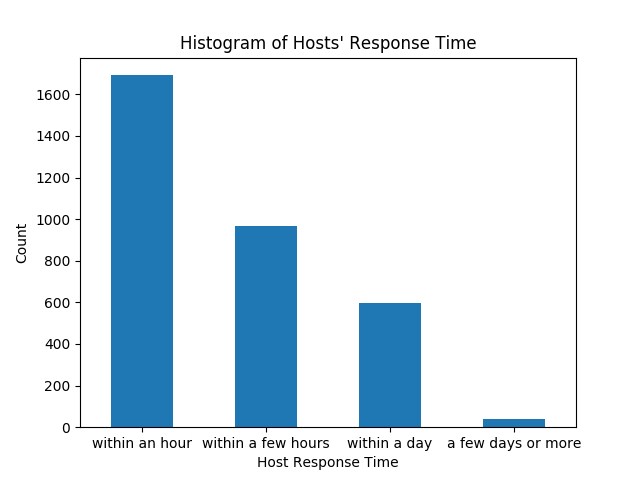 Histogram of Hosts' Response Time
Count
1600
1400
1200
1000
800
600
400
200
0
within an hour within a few hours within a day a few days or more
Host Response Time